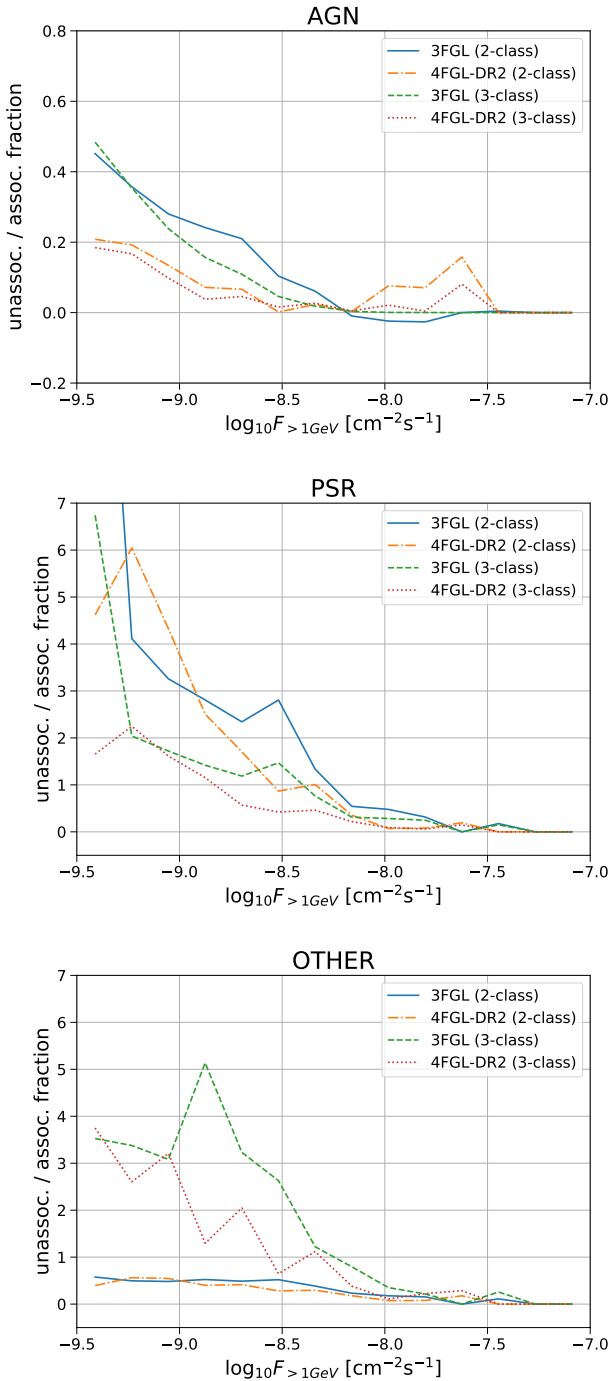 AGN
0.8
0.6
0.4
0.2
0.0
−0.2
unassoc. / assoc. fraction
3FGL (2-class)
4FGL-DR2 (2-class)
3FGL (3-class)
4FGL-DR2 (3-class)
−9.5 −9.0 −8.5 −8.0 −7.5 −7.0
log₁₀F>1GeV [cm⁻²s⁻¹]
PSR
7
6
5
4
3
2
1
0
unassoc. / assoc. fraction
3FGL (2-class)
4FGL-DR2 (2-class)
3FGL (3-class)
4FGL-DR2 (3-class)
−9.5 −9.0 −8.5 −8.0 −7.5 −7.0
log₁₀F>1GeV [cm⁻²s⁻¹]
OTHER
7
6
5
4
3
2
1
0
unassoc. / assoc. fraction
3FGL (2-class)
4FGL-DR2 (2-class)
3FGL (3-class)
4FGL-DR2 (3-class)
−9.5 −9.0 −8.5 −8.0 −7.5 −7.0
log₁₀F>1GeV [cm⁻²s⁻¹]